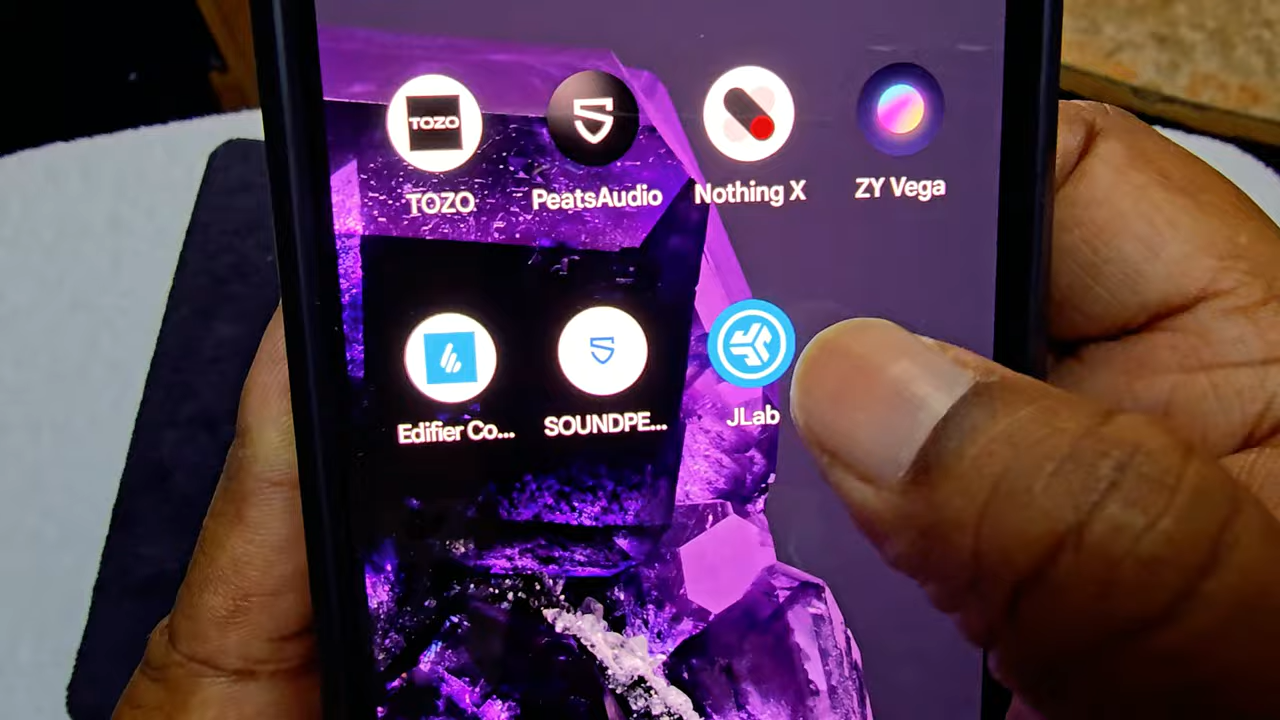 TOZO
TOZO
PeatsAudio
Nothing X
ZY Vega
Edifier Co...
SOUNDPE...
JLab